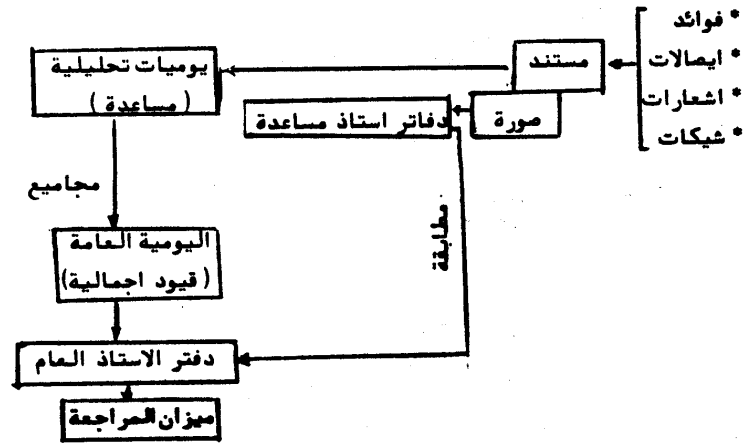 * فوائد
* ايصالات
* اشعارات
* شيكات
مستند
صورة
يوميات تحليلية
(مساعدة)
دفاتر استاذ مساعدة
مجاميع
مطابقة
اليومية العامة
(قيود اجمالية)
دفتر الاستاذ العام
ميزان المراجعة